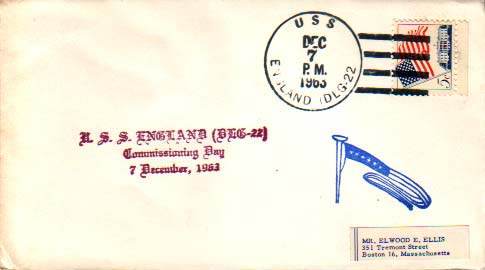 U S S
DEC
7
P. M.
1963
ENGLAND (DLG-22)
5¢
U. S. S. ENGLAND (DLG-22)
Commissioning Day
7 December, 1963
MR. ELWOOD E. ELLIS
351 Tremont Street
Boston 16, Massachusetts